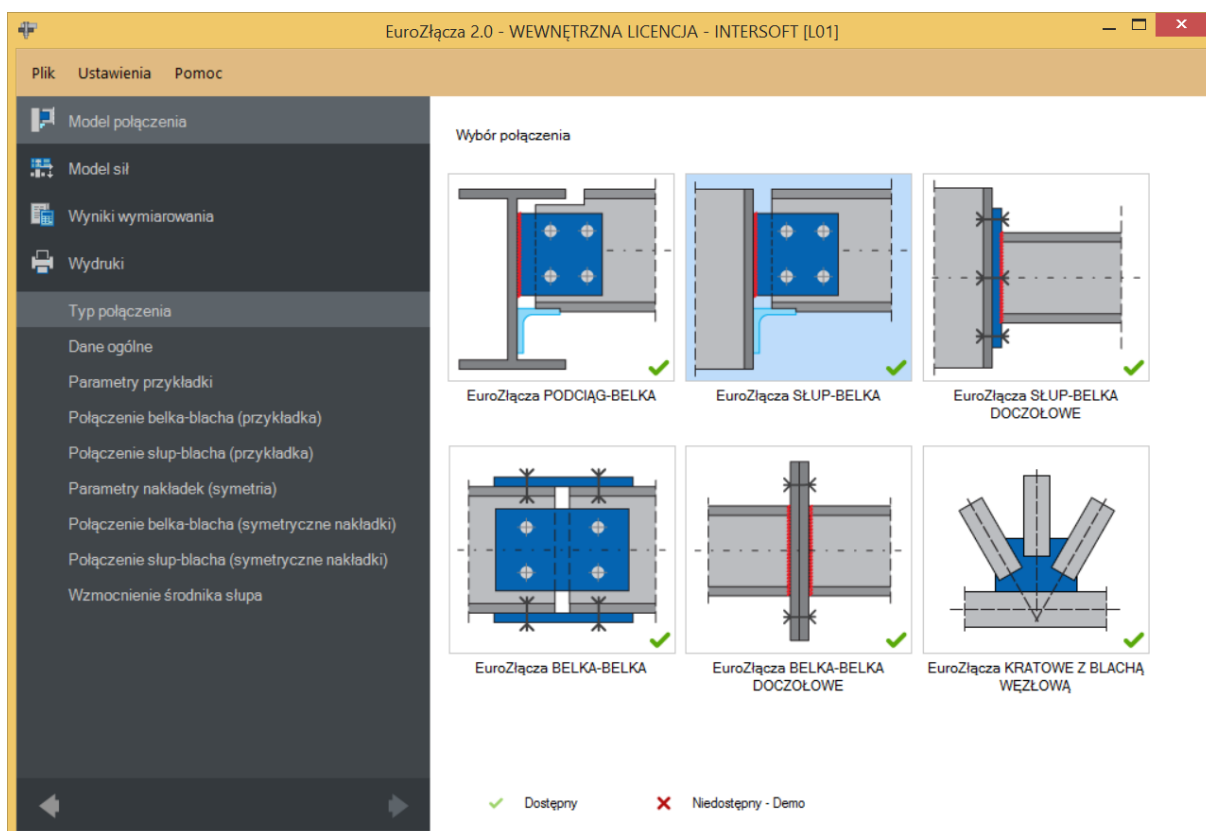 EuroZłącza 2.0 - WEWNĘTRZNA LICENCJA - INTERSOFT [L01]
Plik Ustawienia Pomoc
Model połączenia
Model sił
Wyniki wymiarowania
Wydruki
Typ połączenia
Dane ogólne
Parametry przykładki
Połączenie belka-blacha (przykładka)
Połączenie słup-blacha (przykładka)
Parametry nakładek (symetria)
Połączenie belka-blacha (symetryczne nakładki)
Połączenie słup-blacha (symetryczne nakładki)
Wzmocnienie środnika słupa
Wybór połączenia
EuroZłącza PODCIĄG-BELKA
EuroZłącza SŁUP-BELKA
EuroZłącza SŁUP-BELKA
DOCZOŁOWE
EuroZłącza BELKA-BELKA
EuroZłącza BELKA-BELKA
DOCZOŁOWE
EuroZłącza KRATOWE Z BLACHĄ
WĘZŁOWĄ
Dostępny
Niedostępny - Demo